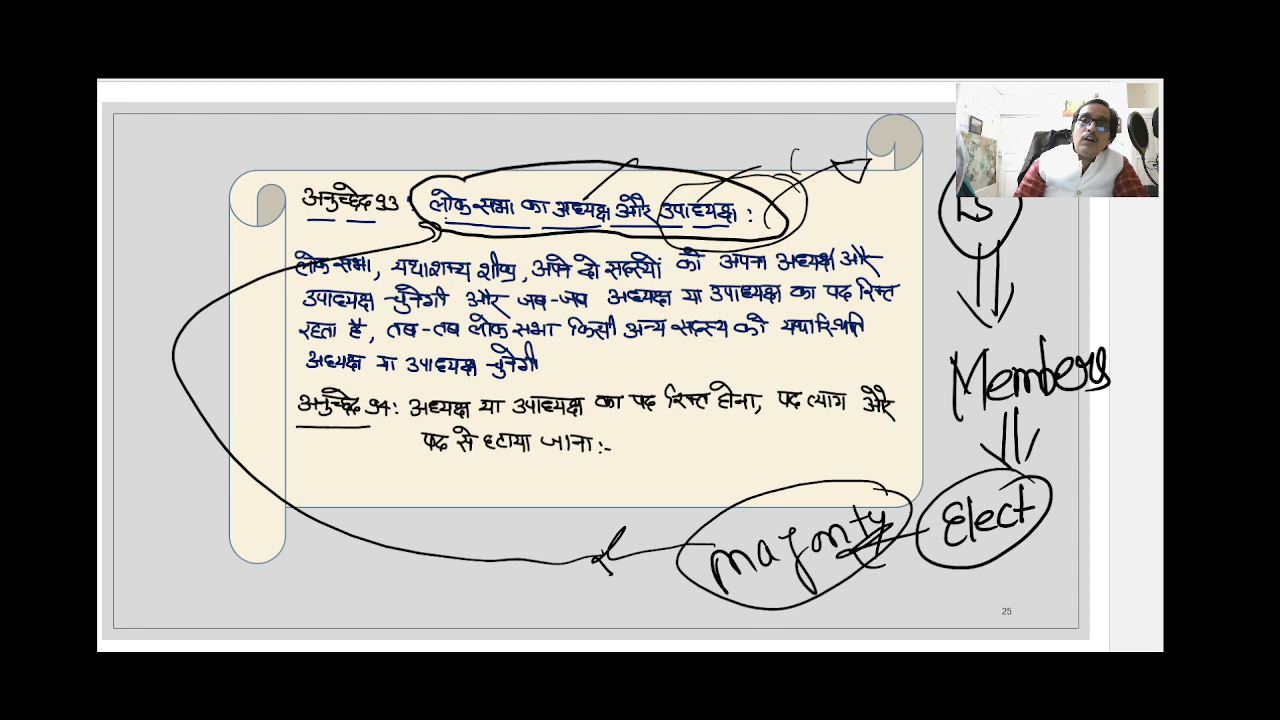 अनुच्छेद 93 लोक सभा का अध्यक्ष और उपाध्यक्ष :
लोक सभा, यथाशक्य शीघ्र, अपने दो सदस्यों को अपना अध्यक्ष और
उपाध्यक्ष चुनेगी और जब-जब अध्यक्ष या उपाध्यक्ष का पद रिक्त
रहता है, तब-तब लोक सभा किसी अन्य सदस्य को यथास्थिति
अध्यक्ष या उपाध्यक्ष चुनेगी
अनुच्छेद 94: अध्यक्ष या उपाध्यक्ष का पद रिक्त होना, पद त्याग और
पद से हटाया जाना:-
LS
Members
Elect
majority
25